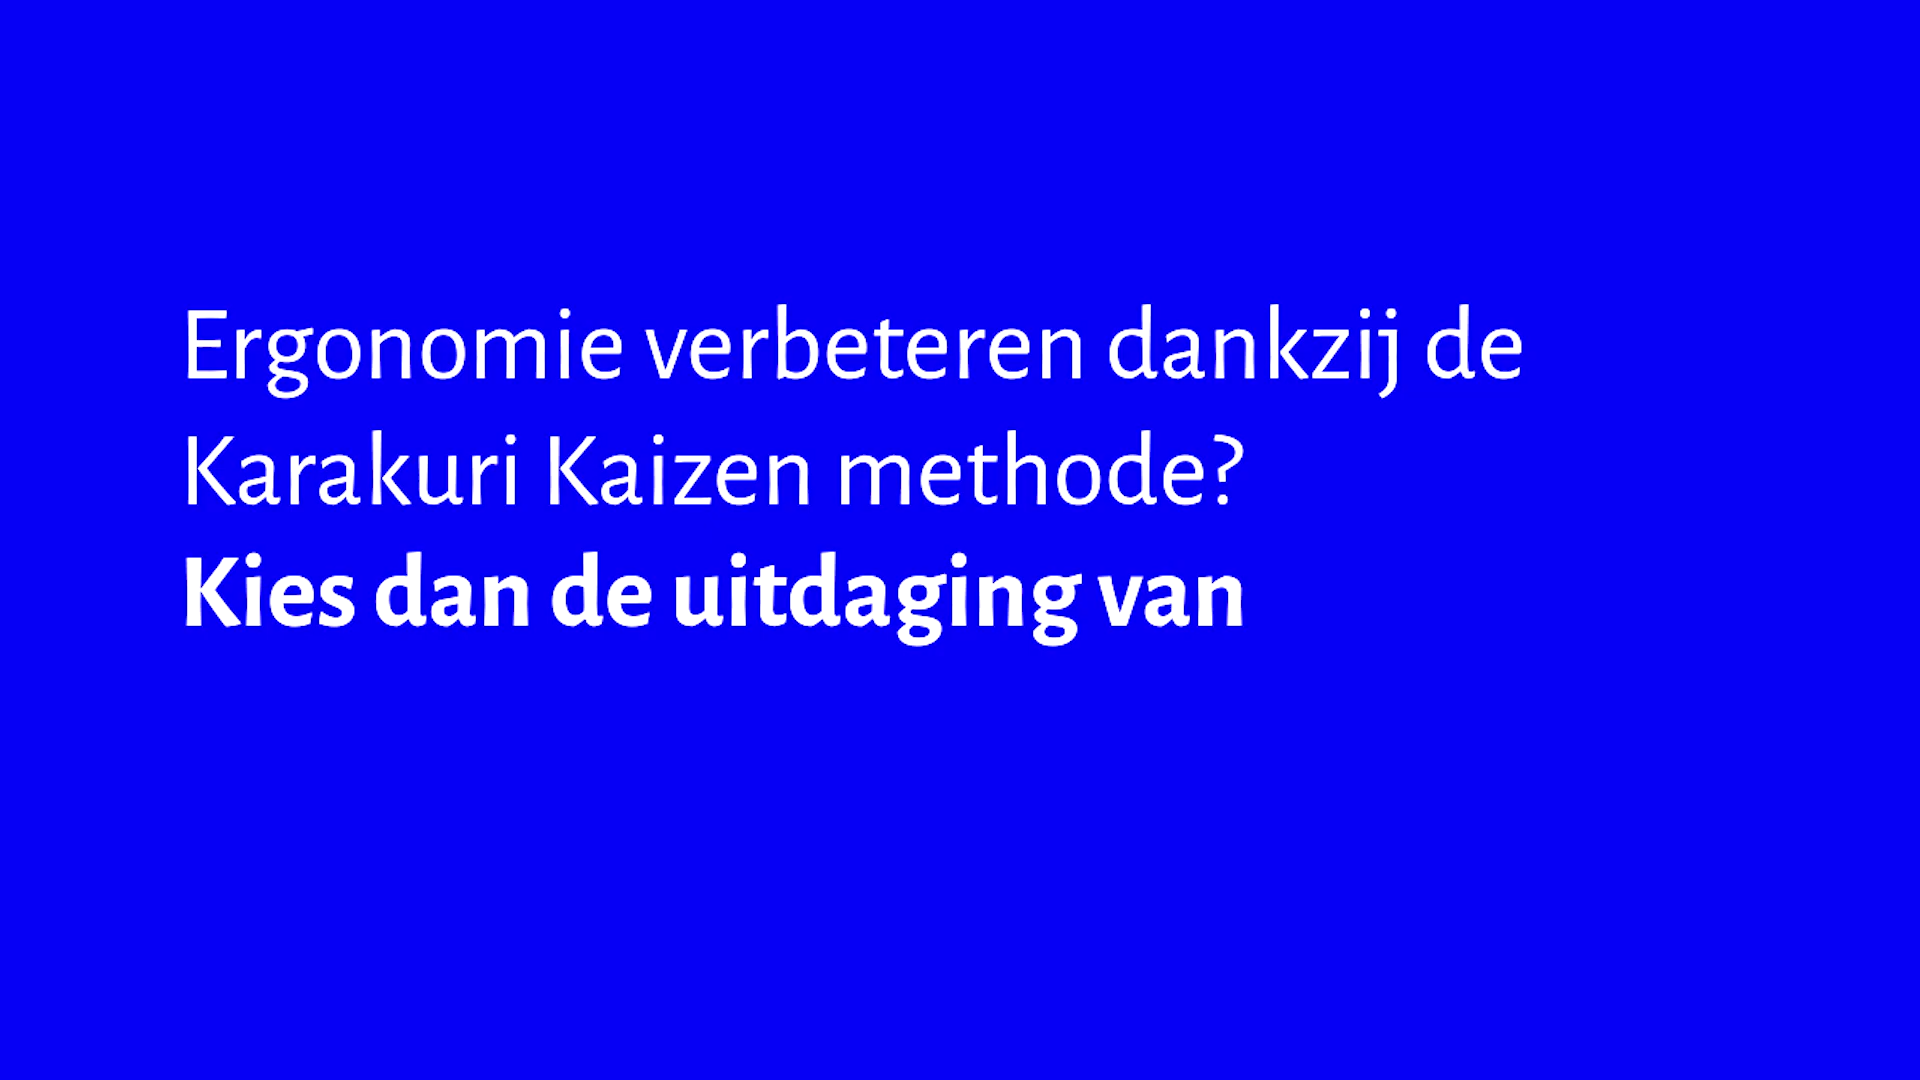 Ergonomie verbeteren dankzij de
Karakuri Kaizen methode?
Kies dan de uitdaging van